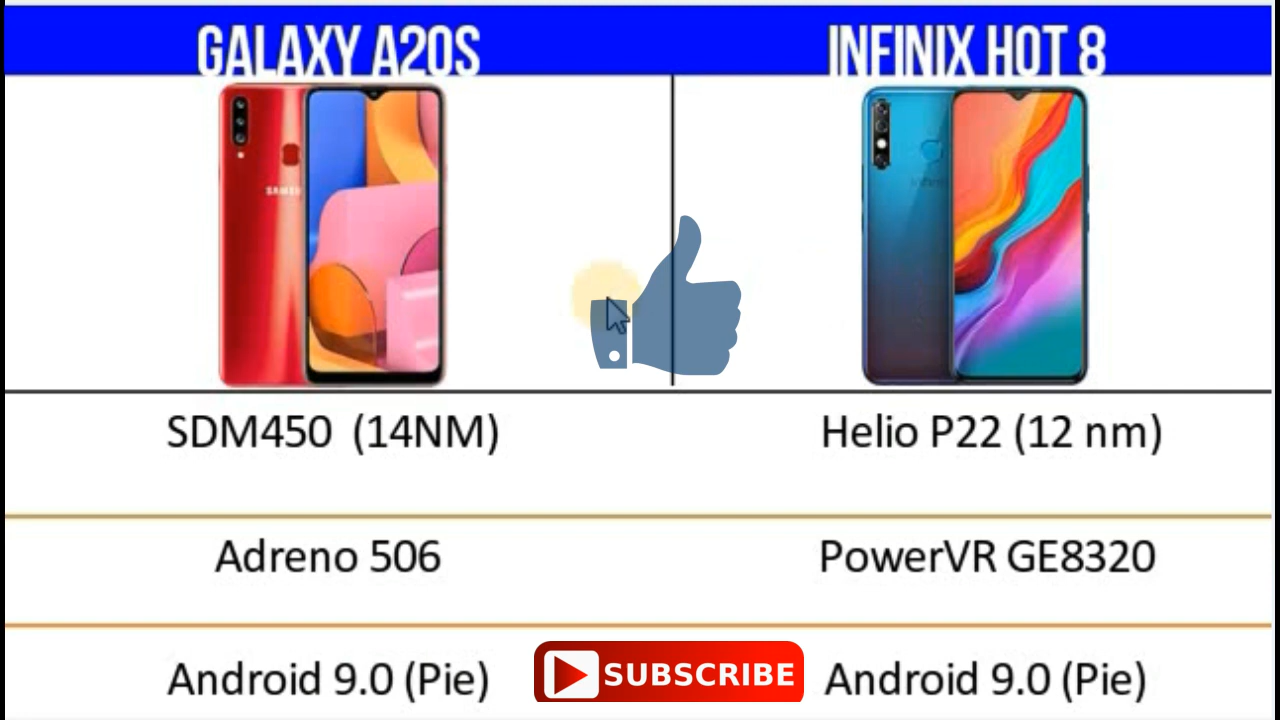 GALAXY A20S
INFINIX HOT 8
SAMS
SDM450 (14NM)
Helio P22 (12 nm)
Adreno 506
PowerVR GE8320
Android 9.0 (Pie)
SUBSCRIBE
Android 9.0 (Pie)